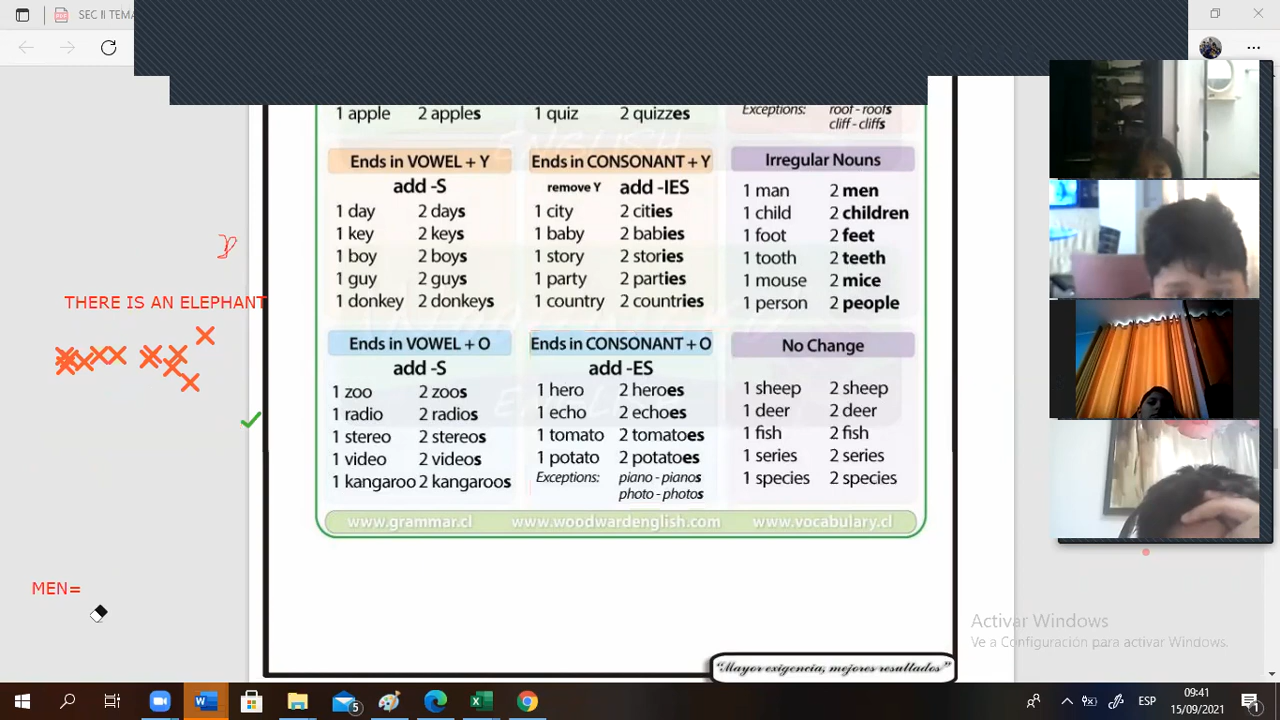 SEC II TEMA
1 apple 2 apples 1 quiz 2 quizzes Exceptions: roof - roofs
cliff - cliffs
Ends in VOWEL + Y
add -S
1 day 2 days
1 key 2 keys
1 boy 2 boys
1 guy 2 guys
1 donkey 2 donkeys
Ends in CONSONANT + Y
remove Y add -IES
1 city 2 cities
1 baby 2 babies
1 story 2 stories
1 party 2 parties
1 country 2 countries
Irregular Nouns
1 man 2 men
1 child 2 children
1 foot 2 feet
1 tooth 2 teeth
1 mouse 2 mice
1 person 2 people
Ends in VOWEL + O
add -S
1 zoo 2 zoos
1 radio 2 radios
1 stereo 2 stereos
1 video 2 videos
1 kangaroo 2 kangaroos
Ends in CONSONANT + O
add -ES
1 hero 2 heroes
1 echo 2 echoes
1 tomato 2 tomatoes
1 potato 2 potatoes
Exceptions: piano - pianos
photo - photos
No Change
1 sheep 2 sheep
1 deer 2 deer
1 fish 2 fish
1 series 2 series
1 species 2 species
www.grammar.cl www.woodwardenglish.com www.vocabulary.cl
THERE IS AN ELEPHANT
MEN=
"Mayor exigencia, mejores resultados"
Activar Windows
Ve a Configuración para activar Windows.
5
ESP
09:41
15/09/2021
1